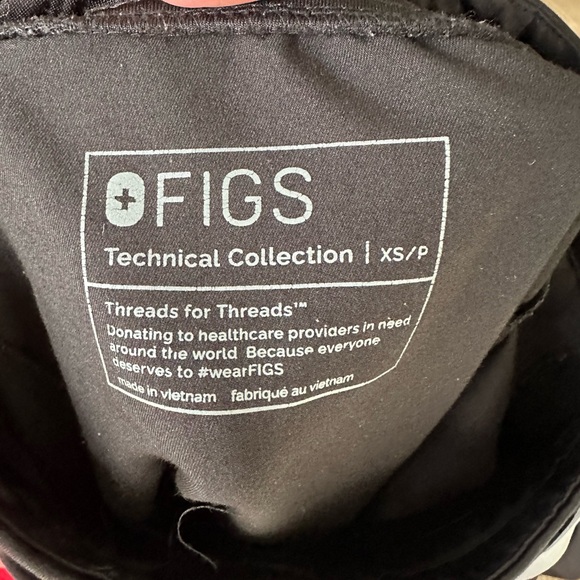 FIGS
Technical Collection | XS/P
Threads for Threads™
Donating to healthcare providers in need
around the world Because everyone
deserves to #wearFIGS
made in vietnam fabriqué au vietnam